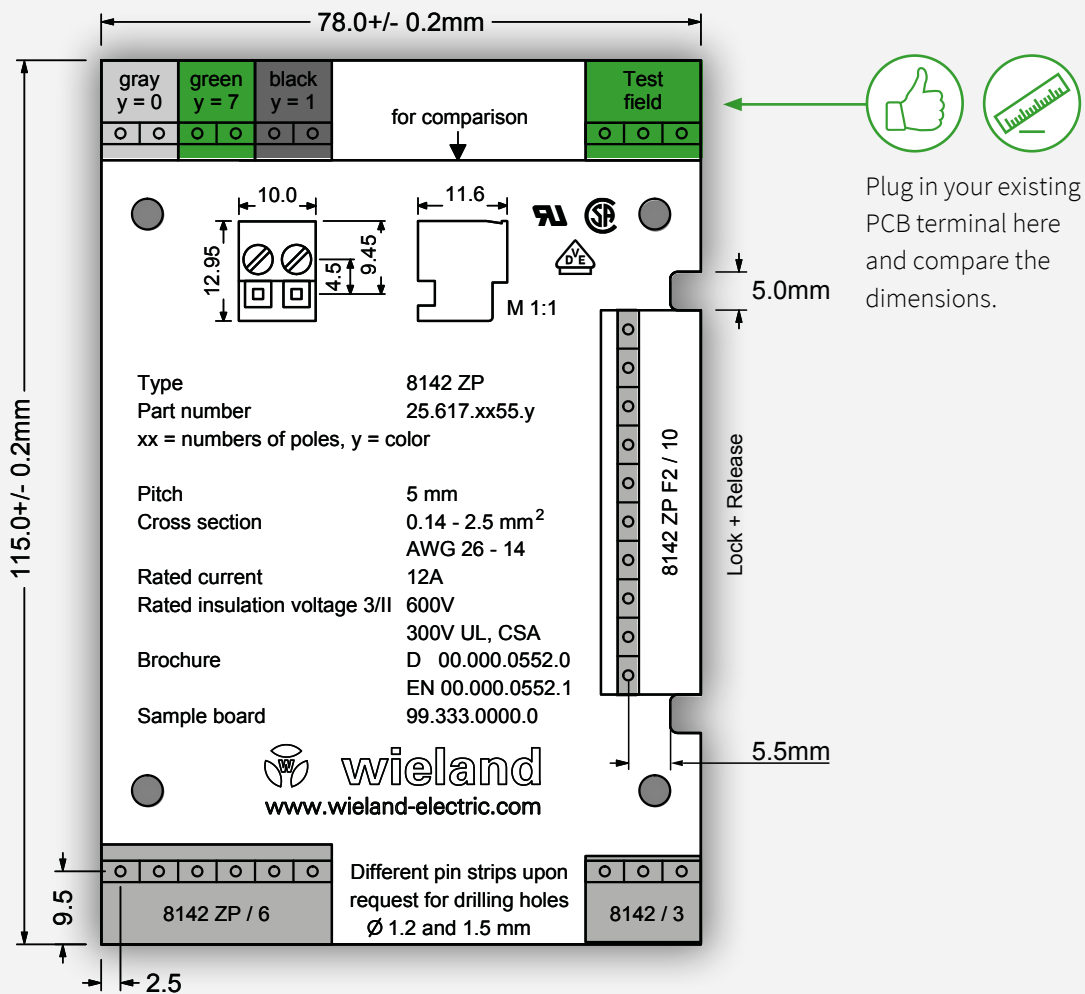 78.0+/- 0.2mm
gray
y = 0
green
y = 7
black
y = 1
for comparison
Test
field
Plug in your existing
PCB terminal here
and compare the
dimensions.
10.0
12.95
4.5
9.45
11.6
M 1:1
RU
SA
VDE
5.0mm
115.0+/- 0.2mm
Type 8142 ZP
Part number 25.617.xx55.y
xx = numbers of poles, y = color
Pitch 5 mm
Cross section 0.14 - 2.5 mm²
AWG 26 - 14
Rated current 12A
Rated insulation voltage 3/II 600V
300V UL, CSA
Brochure D 00.000.0552.0
EN 00.000.0552.1
Sample board 99.333.0000.0
8142 ZP F2 / 10
Lock + Release
5.5mm
W
wieland
www.wieland-electric.com
9.5
8142 ZP / 6
2.5
Different pin strips upon
request for drilling holes
Ø 1.2 and 1.5 mm
8142 / 3